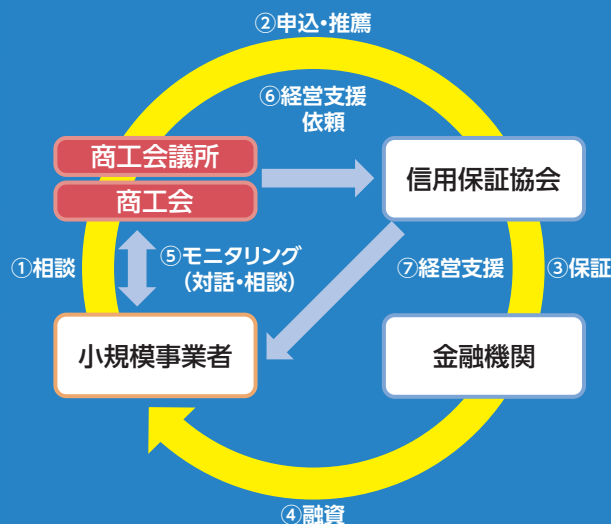 ②申込・推薦
⑥経営支援
依頼
商工会議所
商工会
信用保証協会
①相談
⑤モニタリング
(対話・相談)
⑦経営支援
③保証
小規模事業者
金融機関
④融資